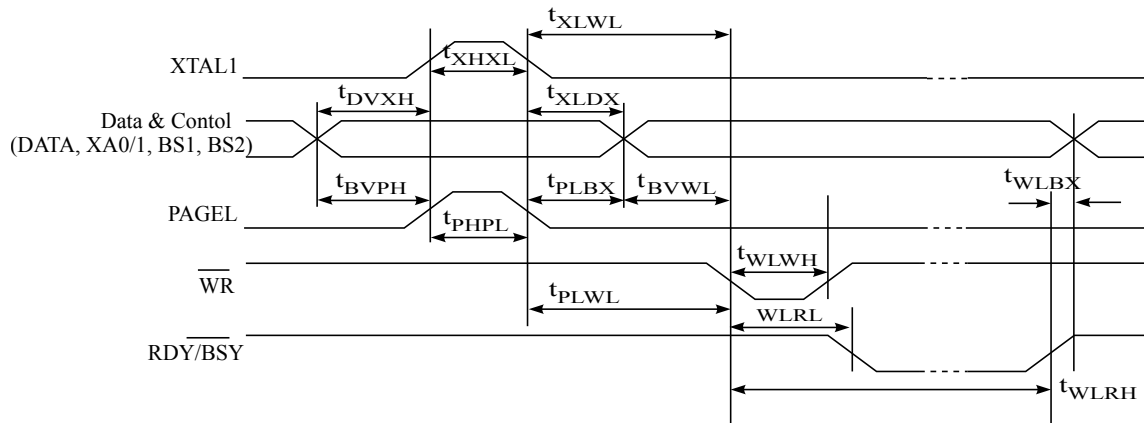 tXLWL
XTAL1
tXHXL
tDVXH
tXLDX
Data & Contol
(DATA, XA0/1, BS1, BS2)
tBVPH
tPLBX
tBVWL
tWLBX
PAGEL
tPHPL
tWLWH
WR
tPLWL
WLRL
RDY/BSY
tWLRH